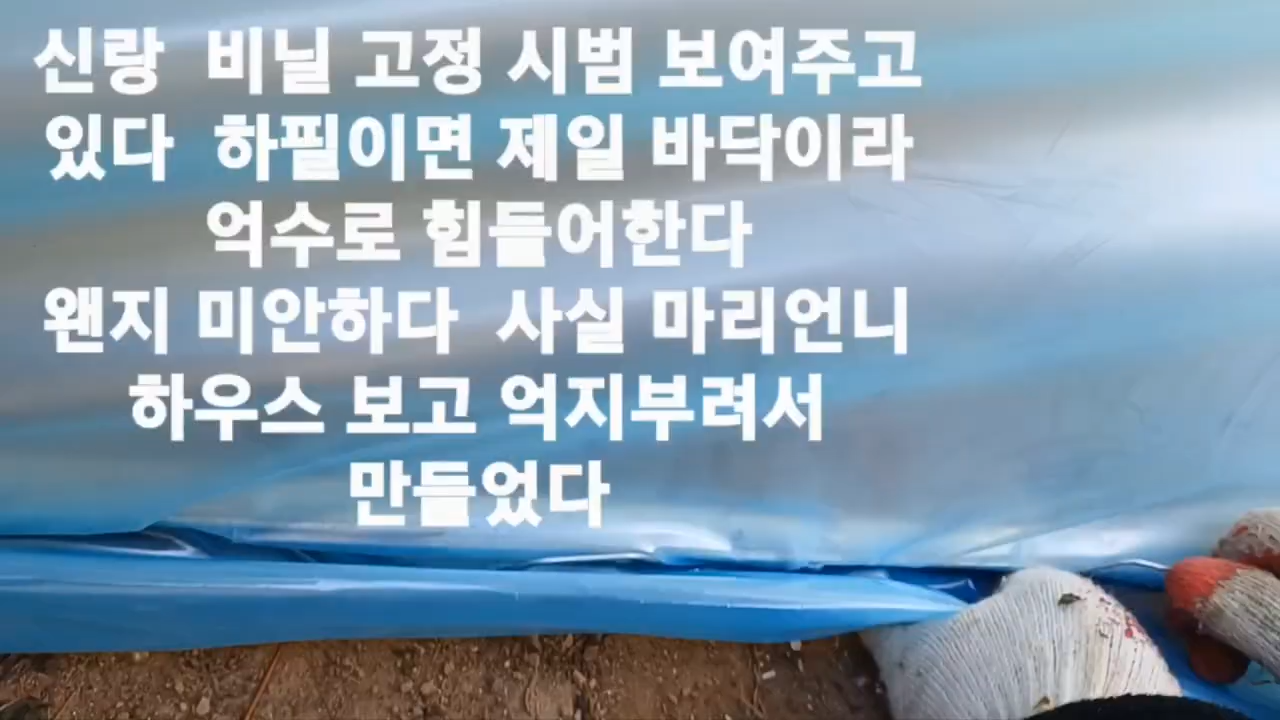 신랑 비닐 고정 시범 보여주고
있다 하필이면 제일 바닥이라
억수로 힘들어한다
왠지 미안하다 사실 마리언니
하우스 보고 억지부려서
만들었다